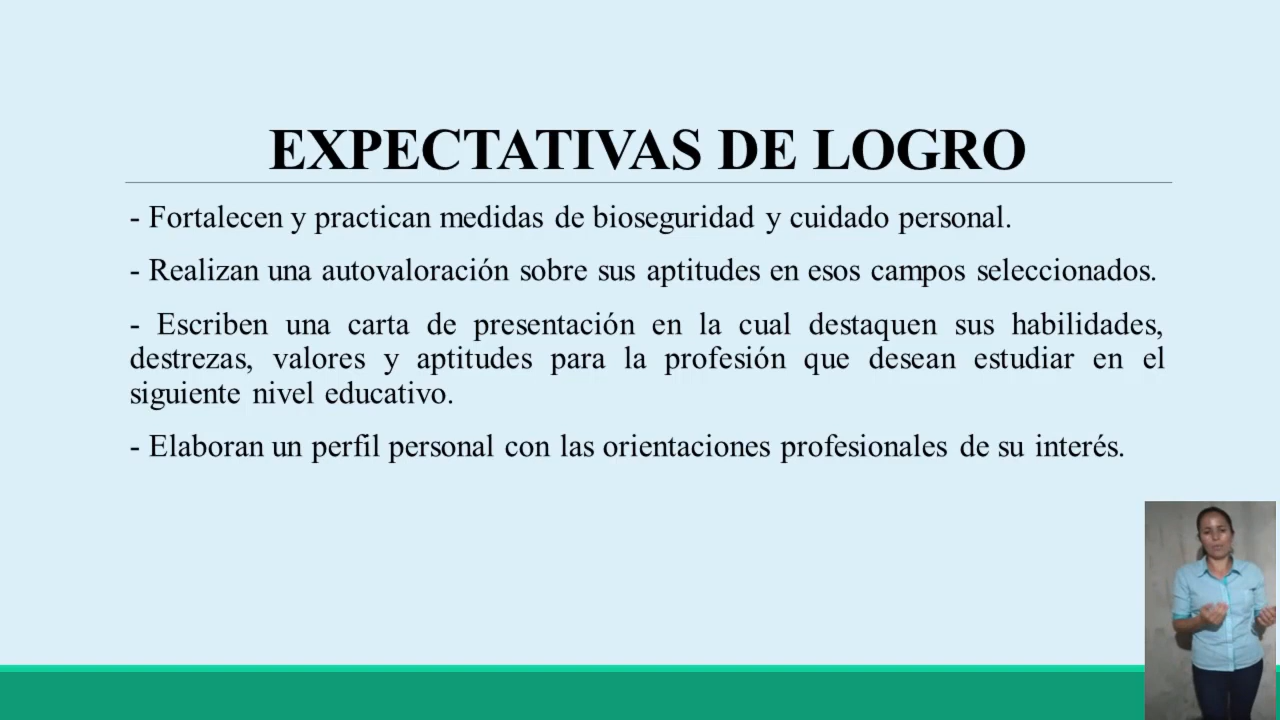 EXPECTATIVAS DE LOGRO
- Fortalecen y practican medidas de bioseguridad y cuidado personal.
- Realizan una autovaloración sobre sus aptitudes en esos campos seleccionados.
- Escriben una carta de presentación en la cual destaquen sus habilidades,
destrezas, valores y aptitudes para la profesión que desean estudiar en el
siguiente nivel educativo.
- Elaboran un perfil personal con las orientaciones profesionales de su interés.